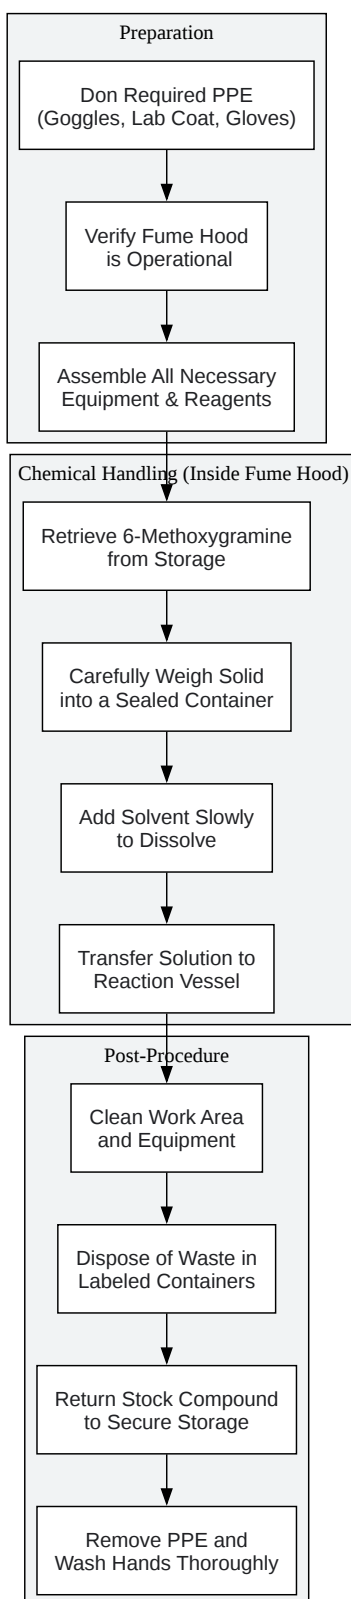 Preparation
Don Required PPE
(Goggles, Lab Coat, Gloves)
Verify Fume Hood
is Operational
Assemble All Necessary
Equipment & Reagents
Chemical Handling (Inside Fume Hood)
Retrieve 6-Methoxygramine
from Storage
Carefully Weigh Solid
into a Sealed Container
Add Solvent Slowly
to Dissolve
Transfer Solution to
Reaction Vessel
Post-Procedure
Clean Work Area
and Equipment
Dispose of Waste in
Labeled Containers
Return Stock Compound
to Secure Storage
Remove PPE and
Wash Hands Thoroughly